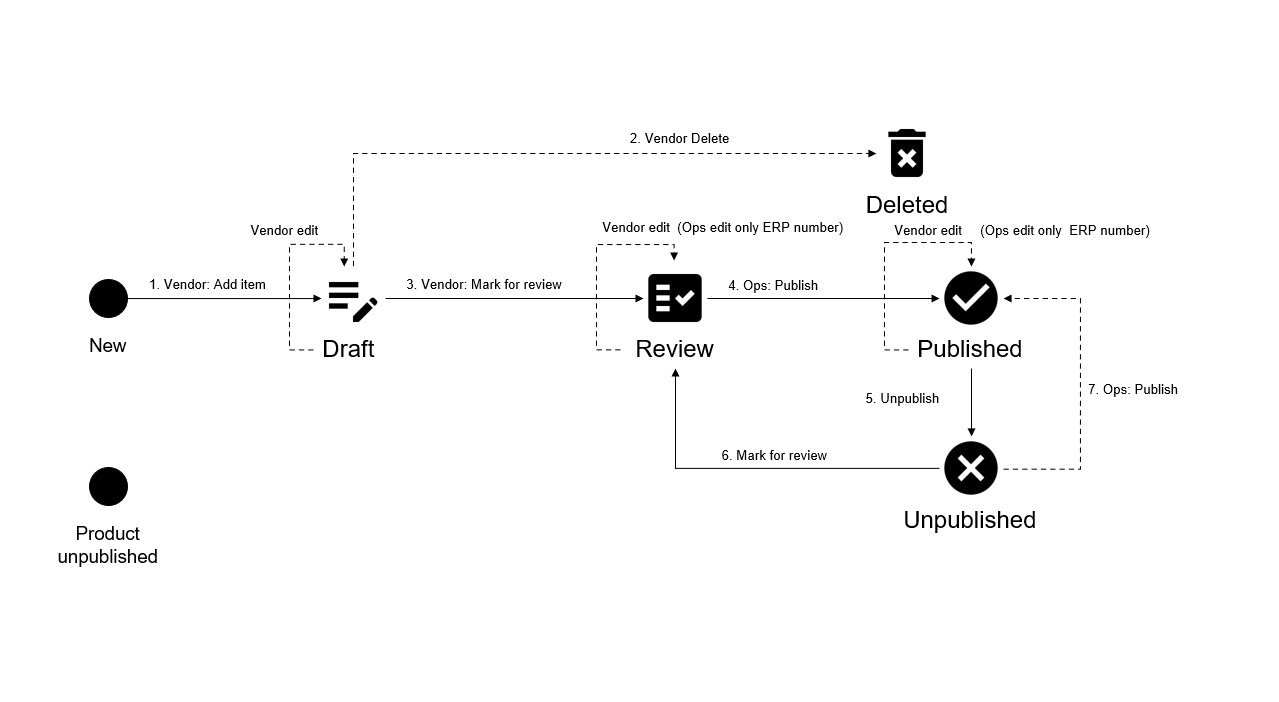 2. Vendor Delete
Deleted
Vendor edit
Vendor edit  (Ops edit only ERP number)
Vendor edit
(Ops edit only  ERP number)
1. Vendor: Add item
3. Vendor: Mark for review
4. Ops: Publish
New
Draft
Review
Published
5. Unpublish
7. Ops: Publish
6. Mark for review
Unpublished
Product
unpublished